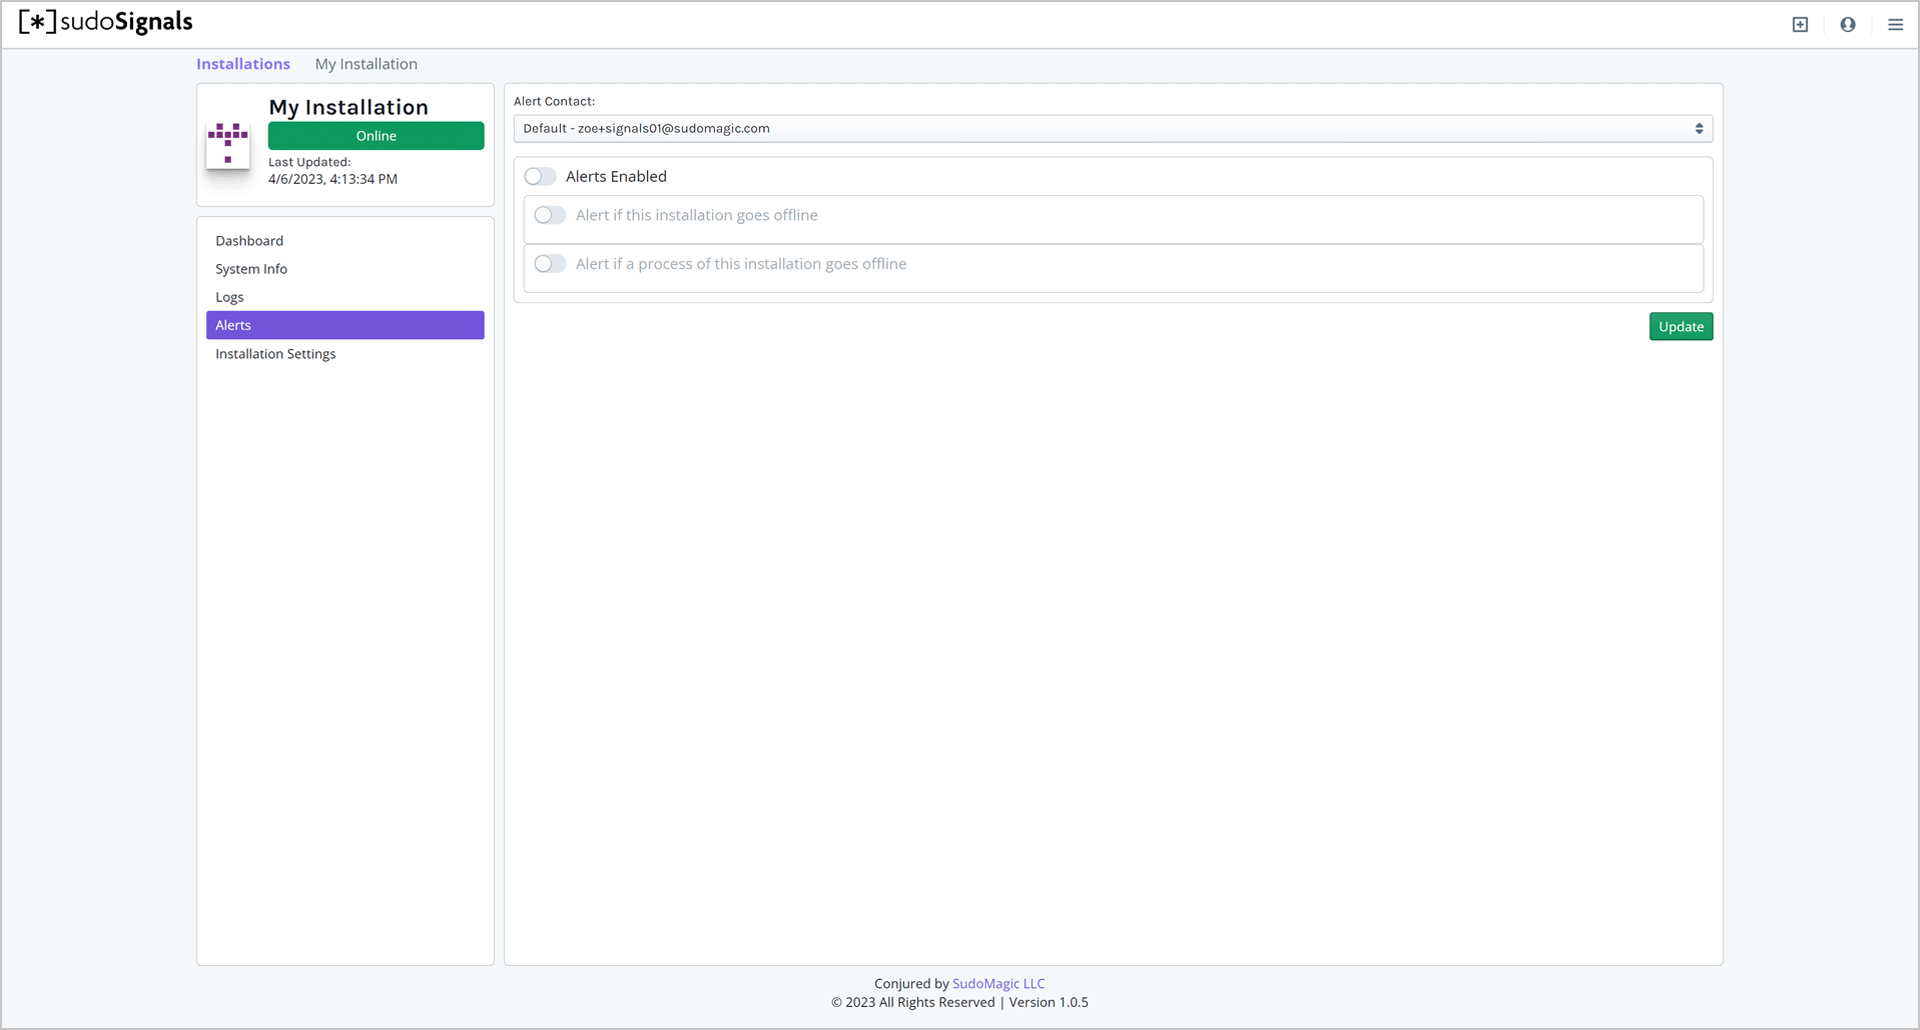 [*]sudoSignals
Installations My Installation
My Installation
Online
Last Updated:
4/6/2023, 4:13:34 PM
Dashboard
System Info
Logs
Alerts
Installation Settings
Alert Contact:
Default - zoe+signals01@sudomagic.com
Alerts Enabled
Alert if this installation goes offline
Alert if a process of this installation goes offline
Update
Conjured by SudoMagic LLC
© 2023 All Rights Reserved | Version 1.0.5